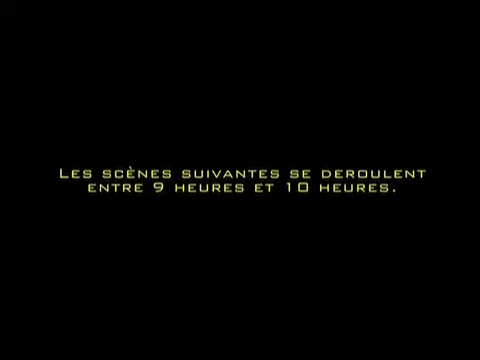 Les scènes suivantes se deroulent
entre 9 heures et 10 heures.